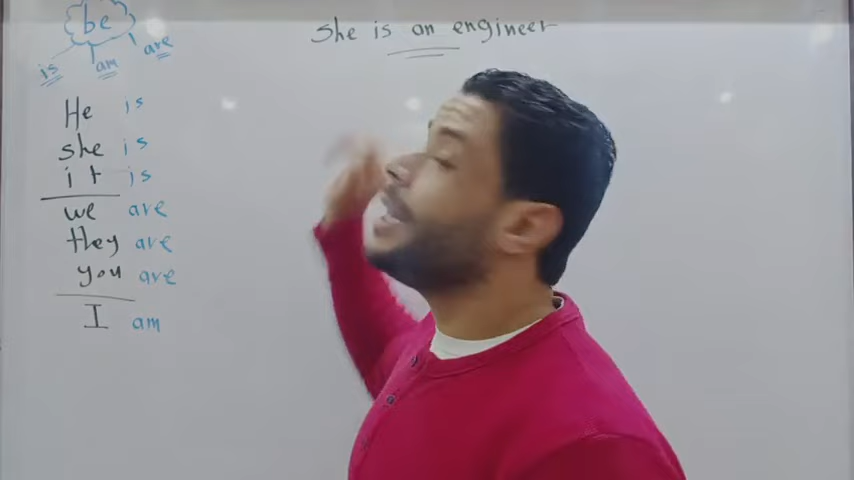 be
is am are
She is an engineer
He is
she is
it is
we are
they are
you are
I am